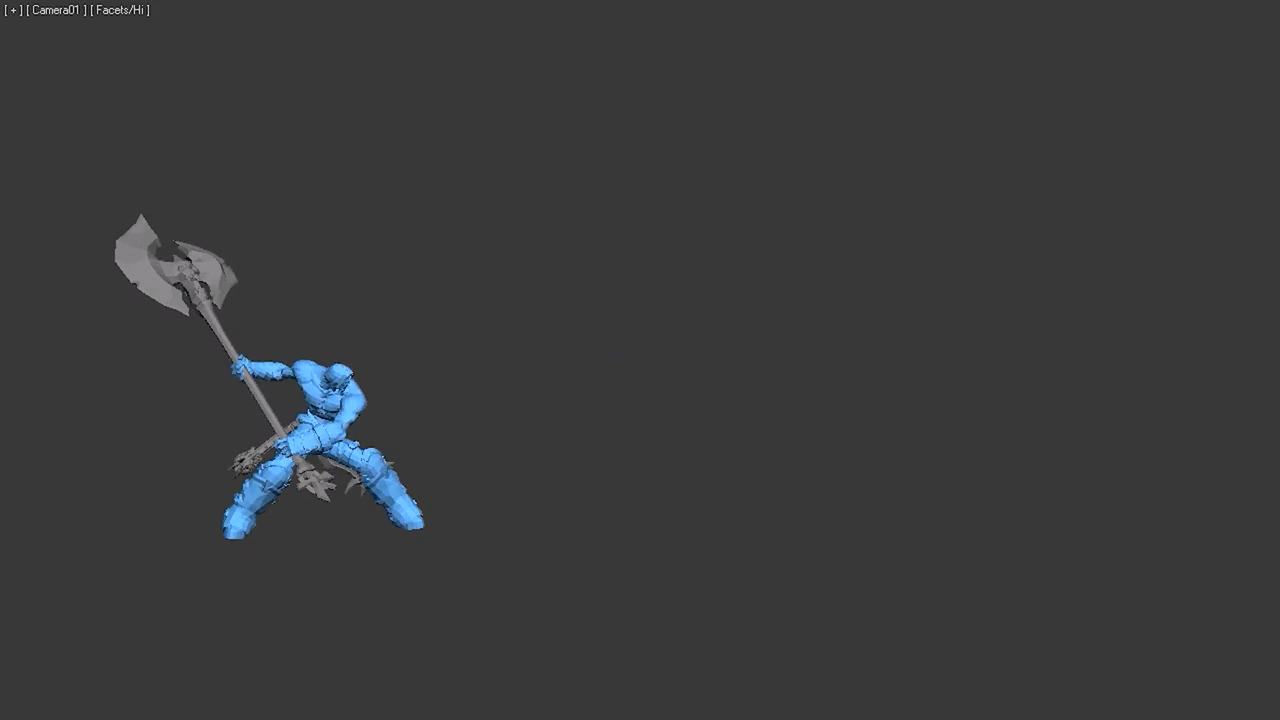 [ + ] [ Camera01 ] [ Facets/Hi ]